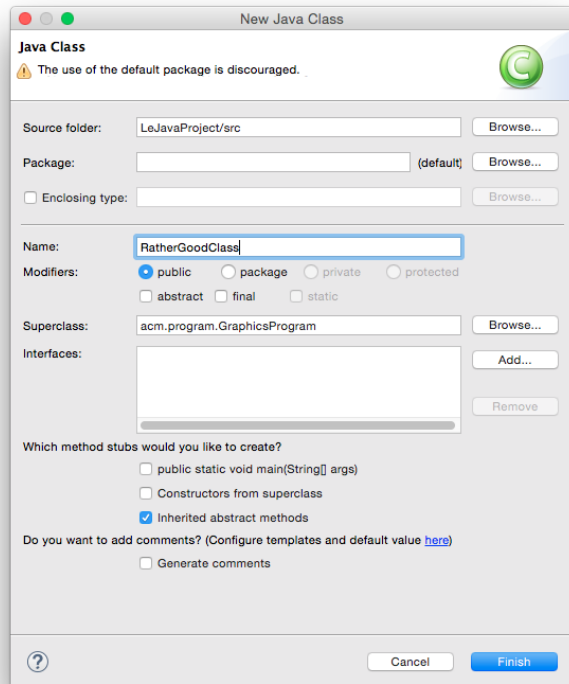 New Java Class
Java Class
The use of the default package is discouraged.
C
Source folder: LeJavaProject/src Browse...
Package: (default) Browse...
Enclosing type: Browse...
Name: RatherGoodClass
Modifiers: public package private protected
abstract final static
Superclass: acm.program.GraphicsProgram Browse...
Interfaces: Add...
Remove
Which method stubs would you like to create?
public static void main(String[] args)
Constructors from superclass
Inherited abstract methods
Do you want to add comments? (Configure templates and default value here)
Generate comments
? Cancel Finish